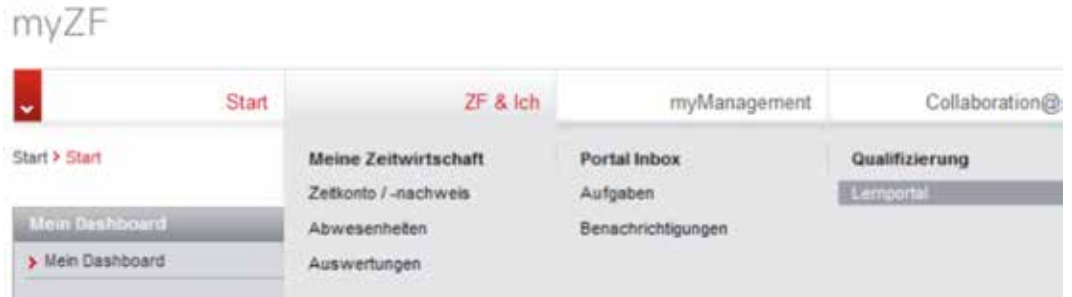 myZF
Start ZF & Ich myManagement Collaboration@
Start > Start
Meine Zeitwirtschaft Portal Inbox Qualifizierung
Zeitkonto / -nachweis Aufgaben Lernportal
Mein Dashboard Abwesenheiten Benachrichtigungen
> Mein Dashboard Auswertungen